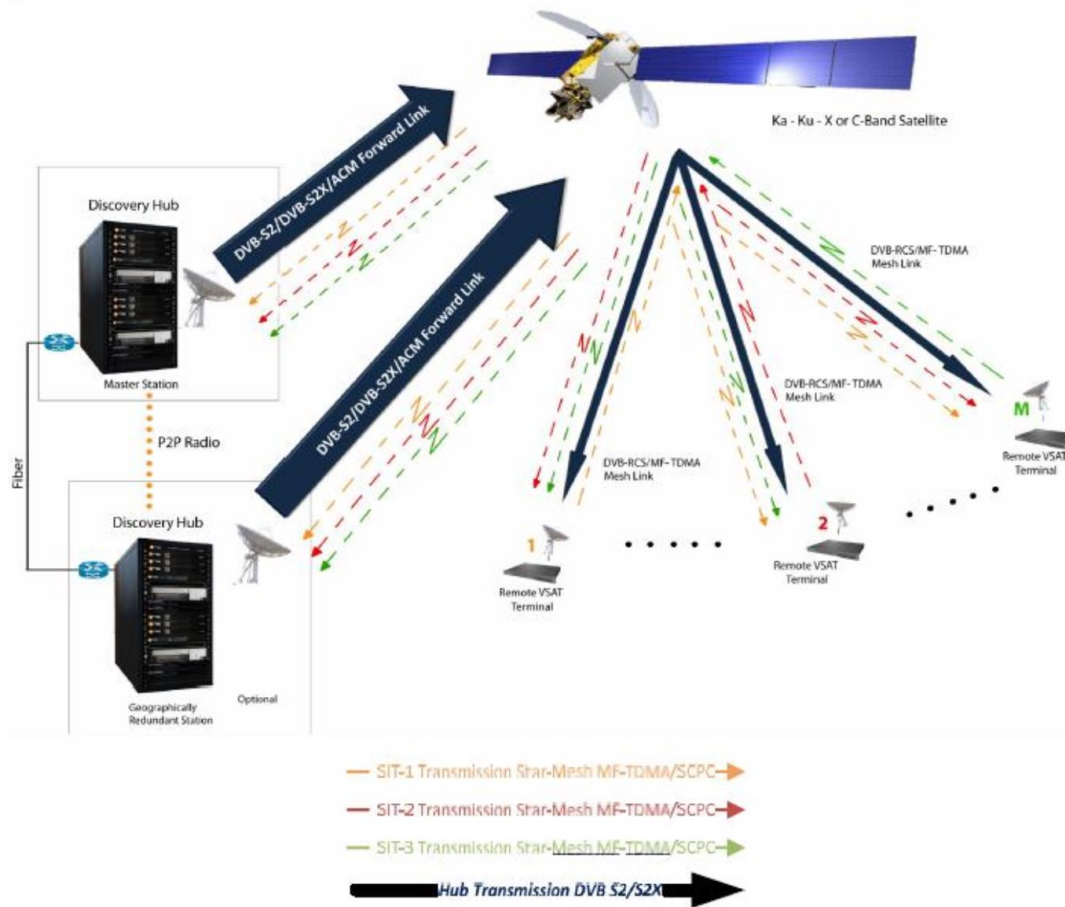 Ka - Ku - X or C-Band Satellite
DVB-S2/DVB-S2X/ACM Forward Link
Discovery Hub
Master Station
DVB-S2/DVB-S2X/ACM Forward Link
DVB-RCS/MF-TDMA
Mesh Link
DVB-RCS/MF-TDMA
Mesh Link
DVB-RCS/MF-TDMA
Mesh Link
P2P Radio
Fiber
Discovery Hub
Geographically
Redundant Station
Optional
1
Remote VSAT
Terminal
2
Remote VSAT
Terminal
M
Remote VSAT
Terminal
SIT-1 Transmission Star-Mesh MF-TDMA/SCPC
SIT-2 Transmission Star-Mesh MF-TDMA/SCPC
SIT-3 Transmission Star-Mesh MF-TDMA/SCPC
Hub Transmission DVB S2/S2X